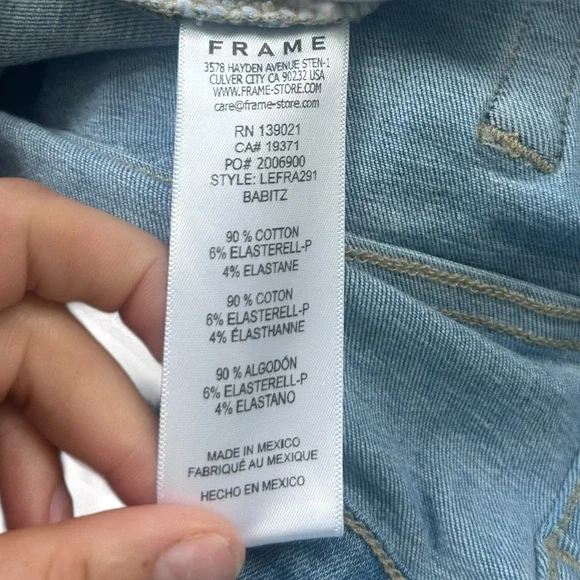 FRAME
3578 HAYDEN AVENUE STEN-1
CULVER CITY CA 90232 USA
WWW.FRAME-STORE.COM
care@frame-store.com
RN 139021
CA# 19371
PO# 2006900
STYLE: LEFRA291
BABITZ
90 % COTTON
6% ELASTERELL-P
4% ELASTANE
90 % COTON
6% ELASTERELL-P
4% ÉLASTHANNE
90 % ALGODÓN
6% ELASTERELL-P
4% ELASTANO
MADE IN MEXICO
FABRIQUÉ AU MEXIQUE
HECHO EN MEXICO